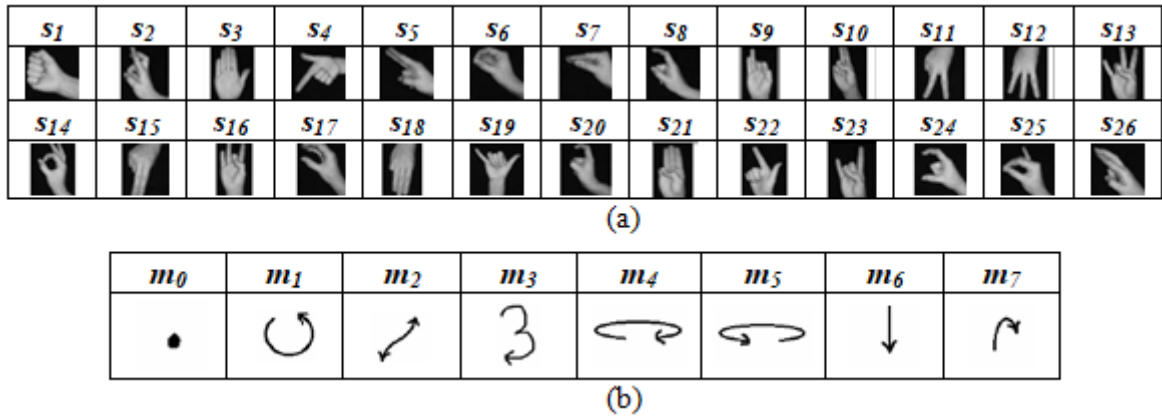 s1 s2 s3 s4 s5 s6 s7 s8 s9 s10 s11 s12 s13
s14 s15 s16 s17 s18 s19 s20 s21 s22 s23 s24 s25 s26
(a)
m0 m1 m2 m3 m4 m5 m6 m7
(b)